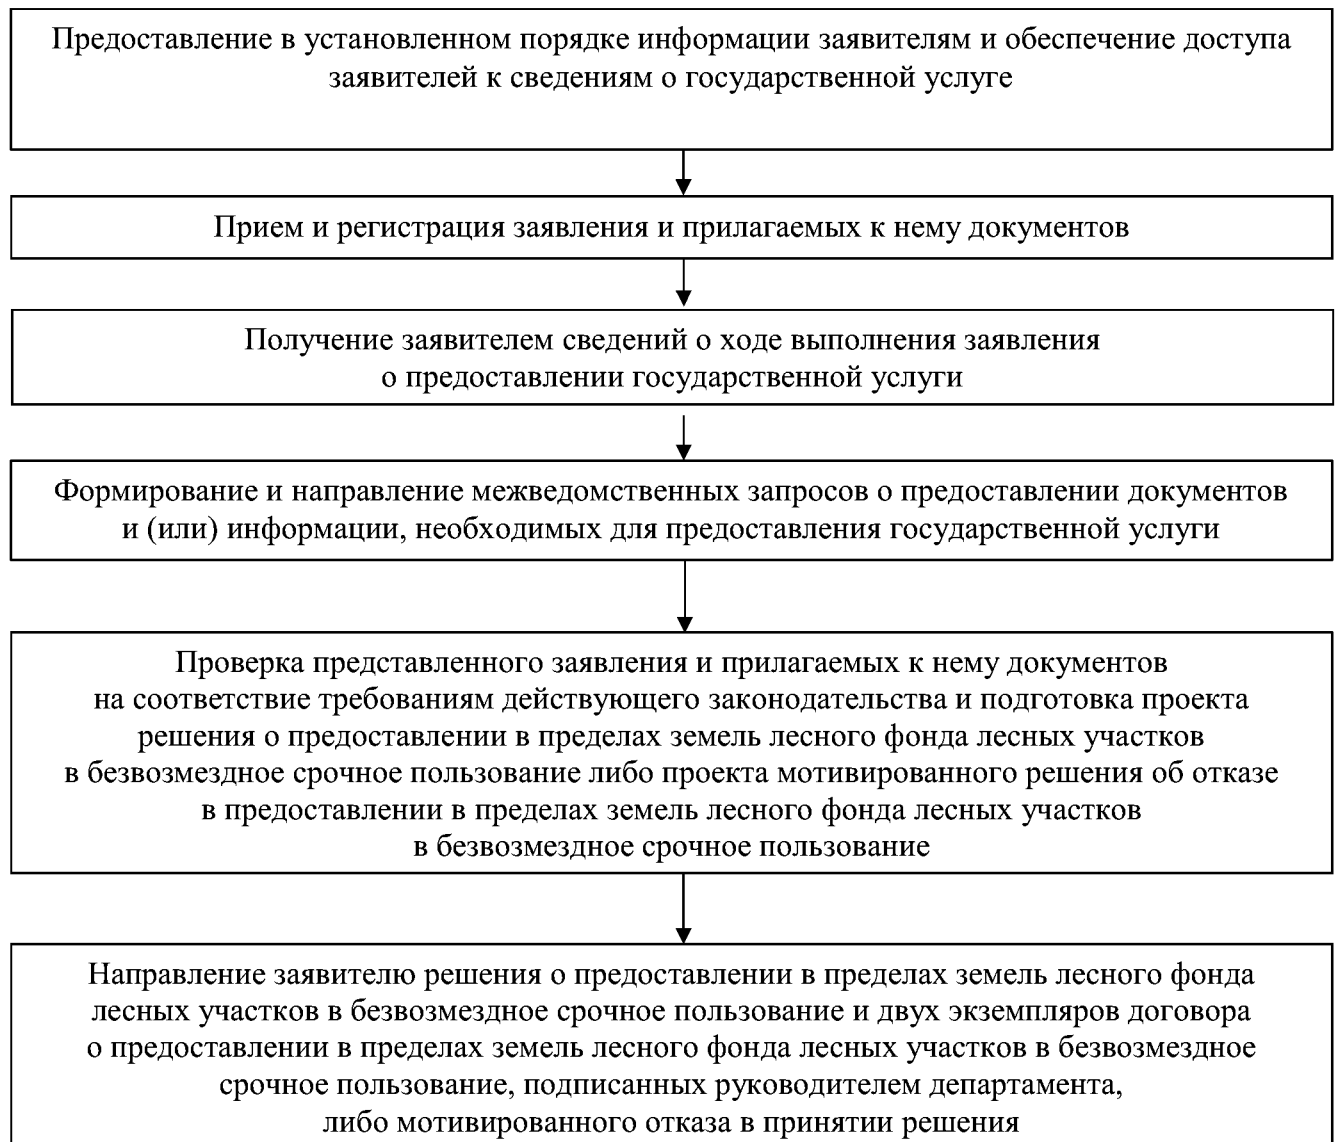 Предоставление в установленном порядке информации заявителям и обеспечение доступа
заявителей к сведениям о государственной услуге
Прием и регистрация заявления и прилагаемых к нему документов
Получение заявителем сведений о ходе выполнения заявления
о предоставлении государственной услуги
Формирование и направление межведомственных запросов о предоставлении документов
и (или) информации, необходимых для предоставления государственной услуги
Проверка представленного заявления и прилагаемых к нему документов
на соответствие требованиям действующего законодательства и подготовка проекта
решения о предоставлении в пределах земель лесного фонда лесных участков
в безвозмездное срочное пользование либо проекта мотивированного решения об отказе
в предоставлении в пределах земель лесного фонда лесных участков
в безвозмездное срочное пользование
Направление заявителю решения о предоставлении в пределах земель лесного фонда
лесных участков в безвозмездное срочное пользование и двух экземпляров договора
о предоставлении в пределах земель лесного фонда лесных участков в безвозмездное
срочное пользование, подписанных руководителем департамента,
либо мотивированного отказа в принятии решения